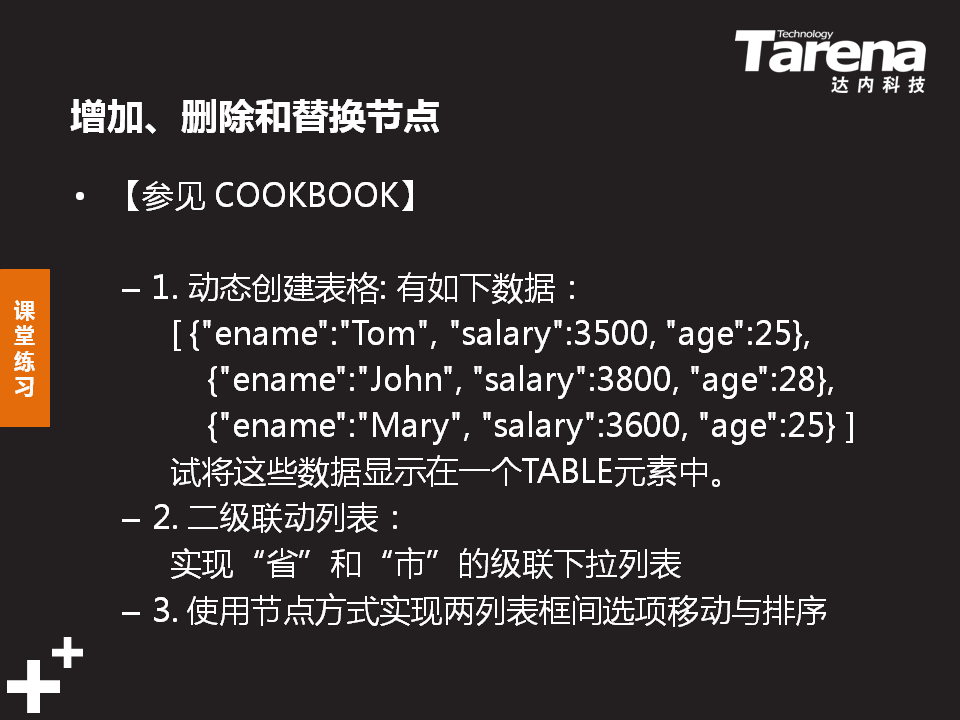 Technology
Tarena
达内科技
增加、删除和替换节点
• 【参见 COOKBOOK】
– 1. 动态创建表格: 有如下数据：
[ {"ename":"Tom", "salary":3500, "age":25},
{"ename":"John", "salary":3800, "age":28},
{"ename":"Mary", "salary":3600, "age":25} ]
试将这些数据显示在一个TABLE元素中。
– 2. 二级联动列表：
实现“省”和“市”的级联下拉列表
– 3. 使用节点方式实现两列表框间选项移动与排序
课堂练习